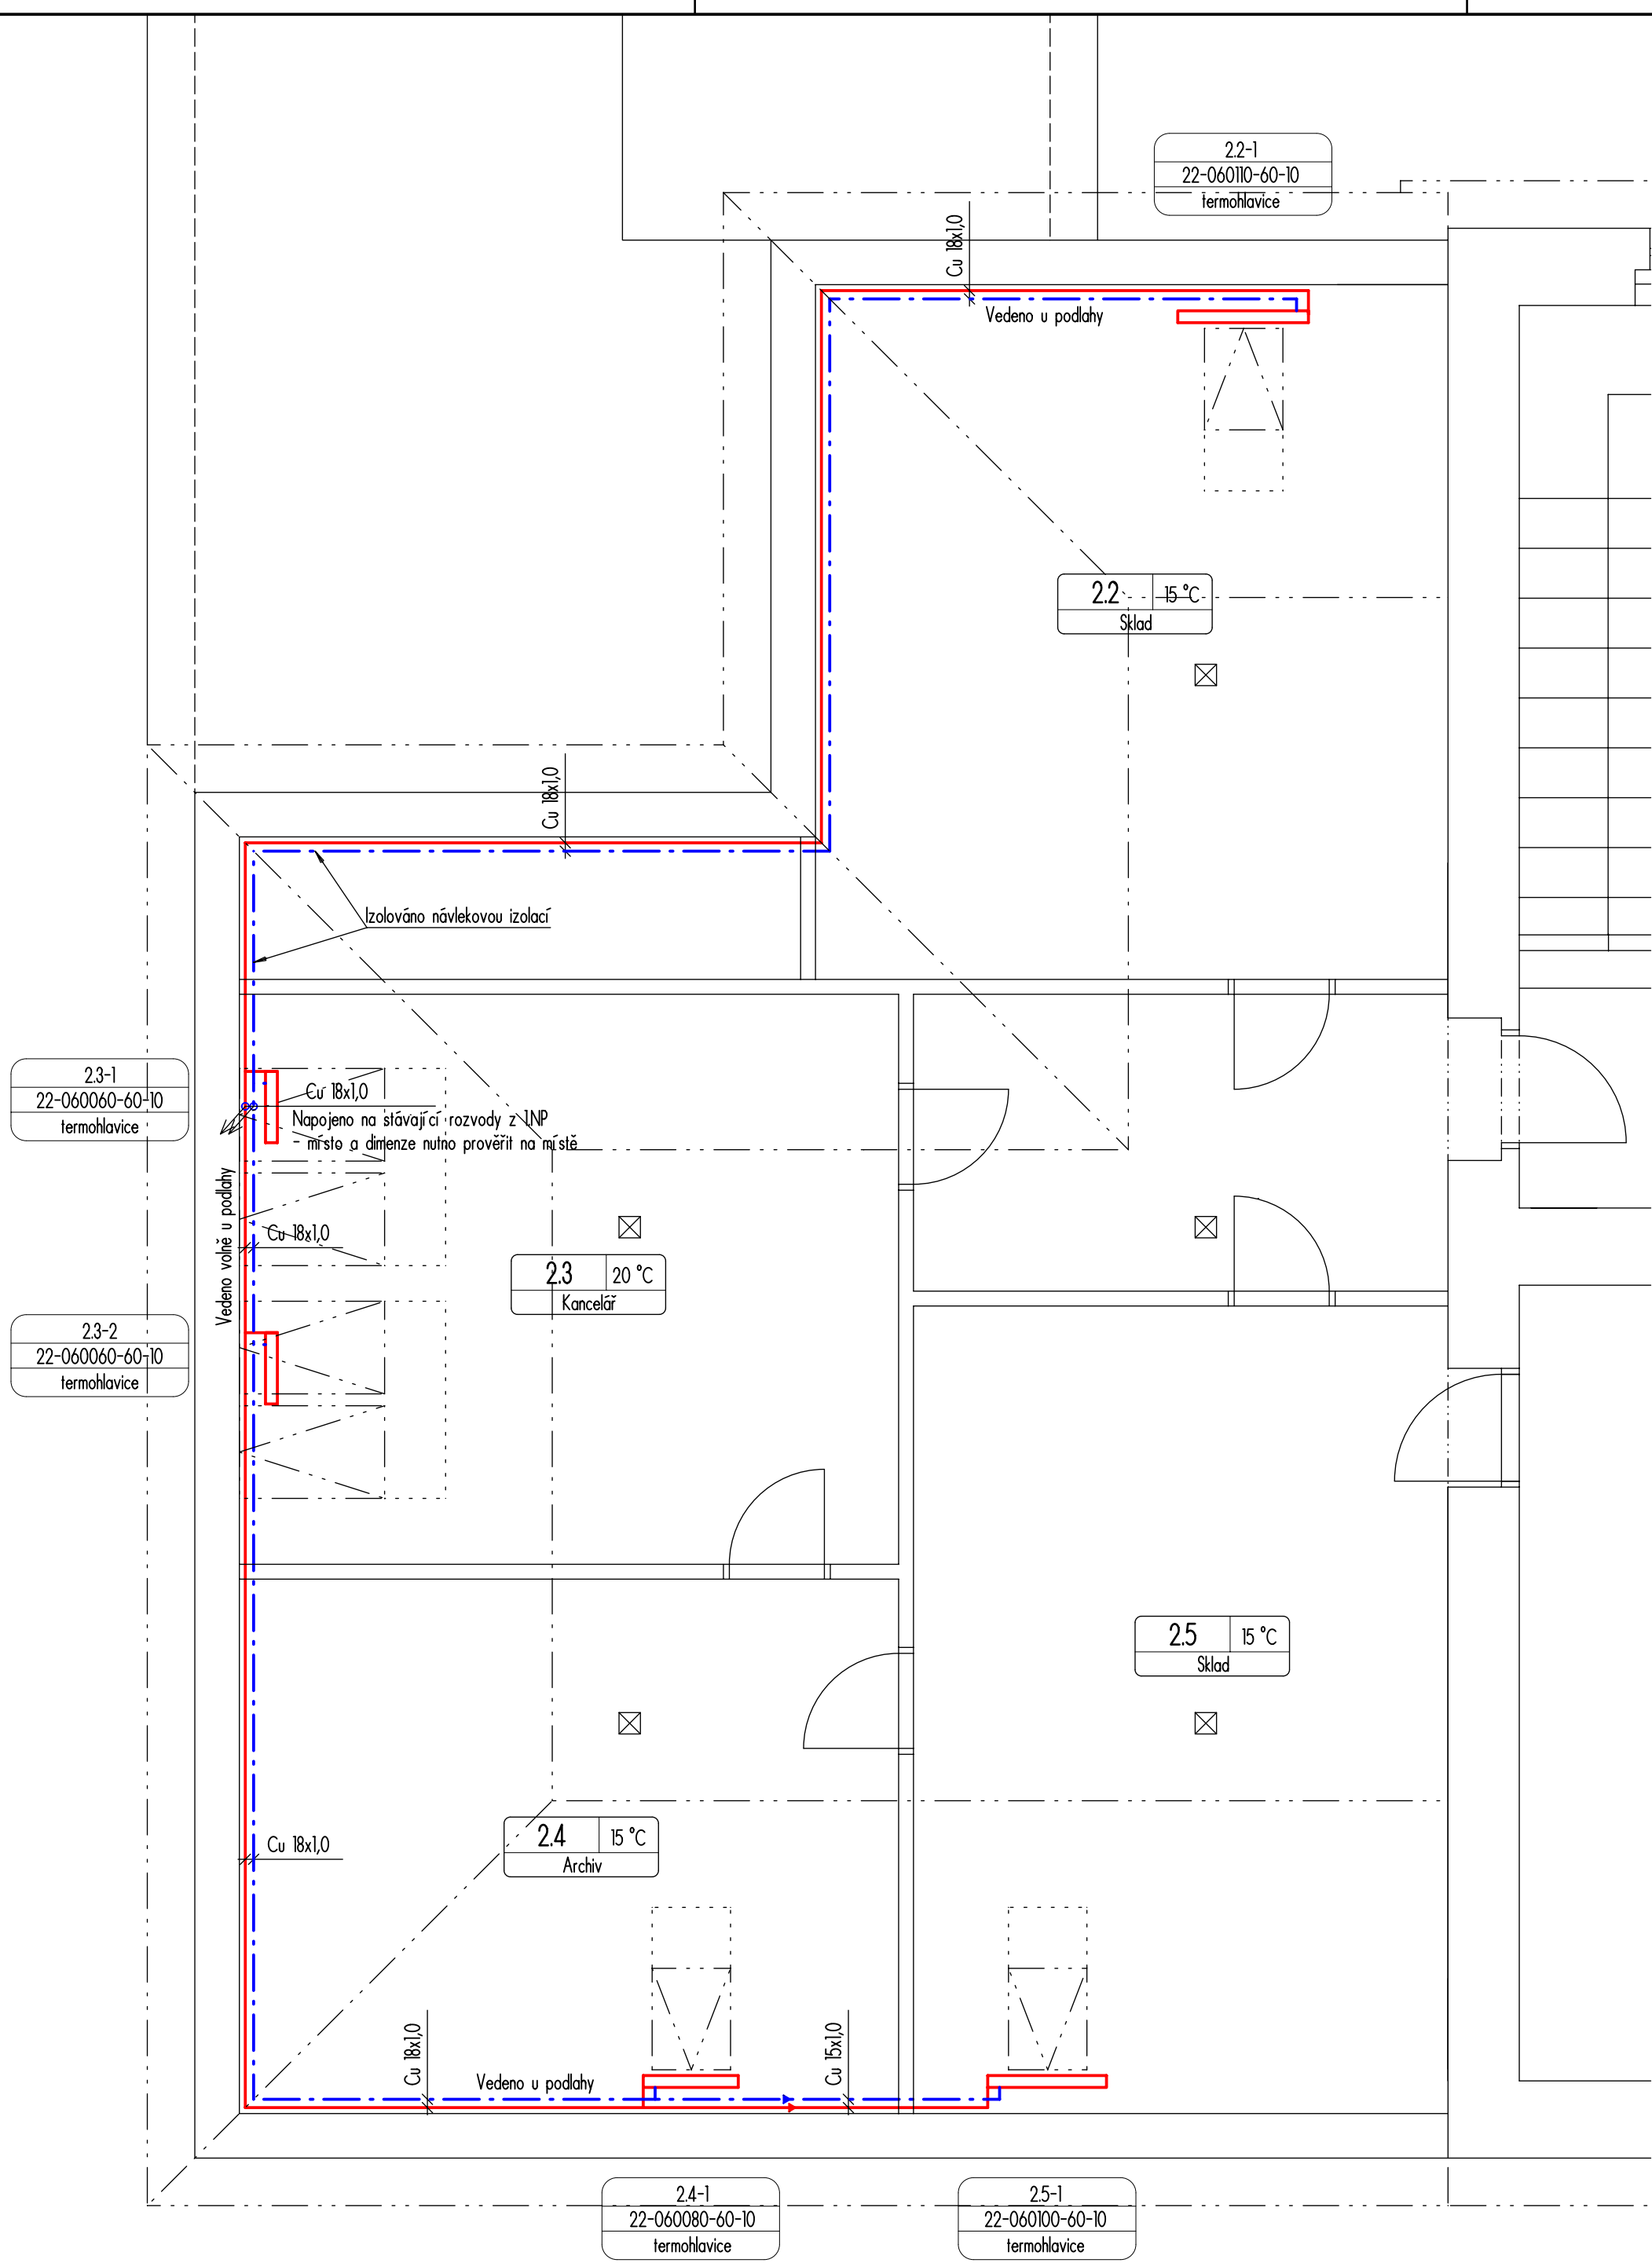 2.2-1
22-060110-60-10
termohlavice
Cu 18x1,0
Vedeno u podlahy
2.2
15 °C
Sklad
Cu 18x1,0
Izolováno návlekovou izolací
2.3-1
22-060060-60-10
termohlavice
Cu 18x1,0
Napojeno na stávající rozvody z 1.NP
- místo a dimenze nutno prověřit na místě
Vedeno volně u podlahy
Cu 18x1,0
2.3
20 °C
Kancelář
2.3-2
22-060060-60-10
termohlavice
2.5
15 °C
Sklad
2.4
15 °C
Archiv
Cu 18x1,0
Cu 18x1,0
Vedeno u podlahy
Cu 15x1,0
2.4-1
22-060080-60-10
termohlavice
2.5-1
22-060100-60-10
termohlavice